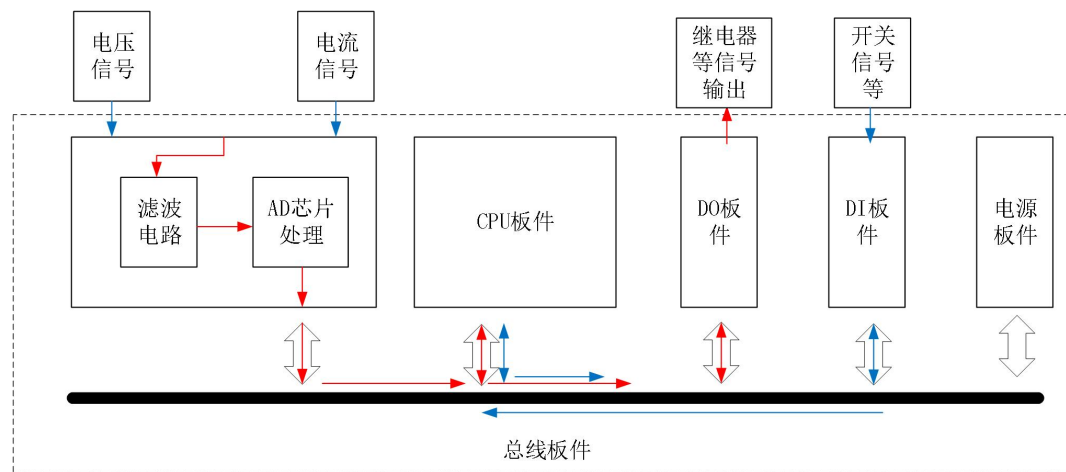 电压
信号
电流
信号
继电器
等信号
输出
开关
信号
等
滤波
电路
AD芯片
处理
CPU板件
DO板
件
DI板
件
电源
板件
总线板件